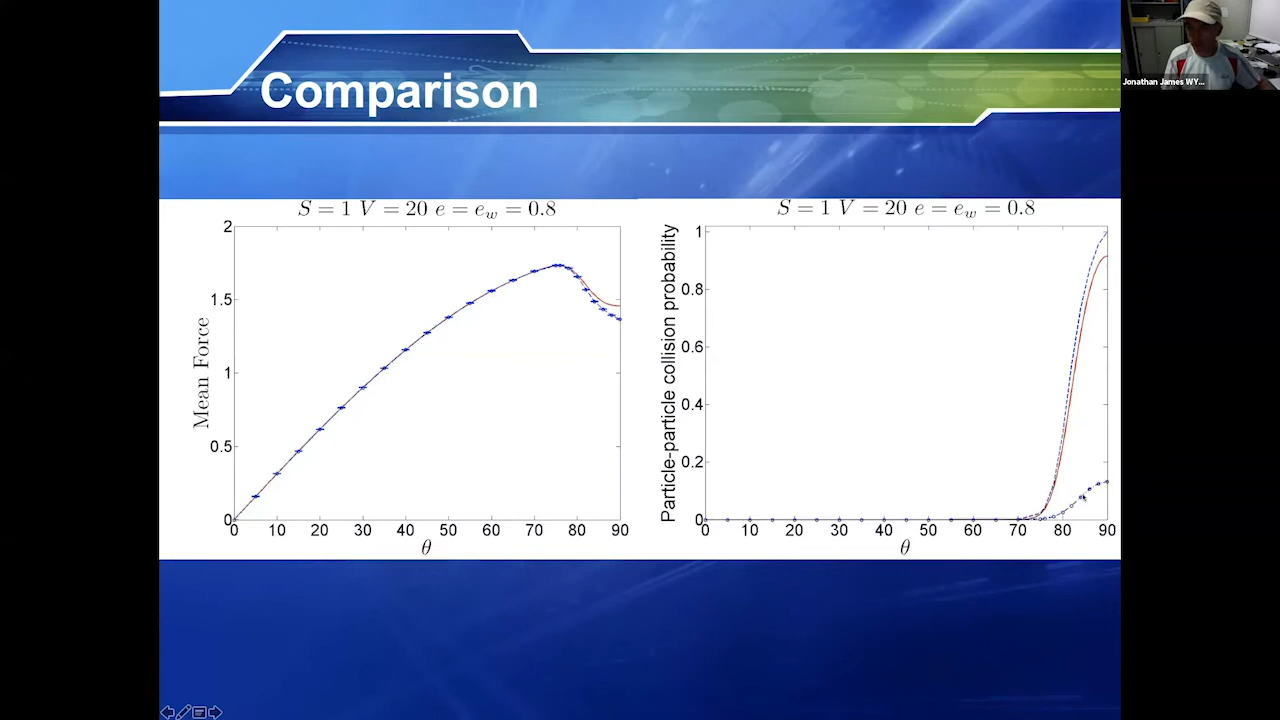 Comparison
Jonathan James WY...
S = 1 V = 20 e = e_w = 0.8
Mean Force
2
1.5
1
0.5
0
0 10 20 30 40 50 60 70 80 90
θ
S = 1 V = 20 e = e_w = 0.8
Particle-particle collision probability
1
0.8
0.6
0.4
0.2
0
0 10 20 30 40 50 60 70 80 90
θ